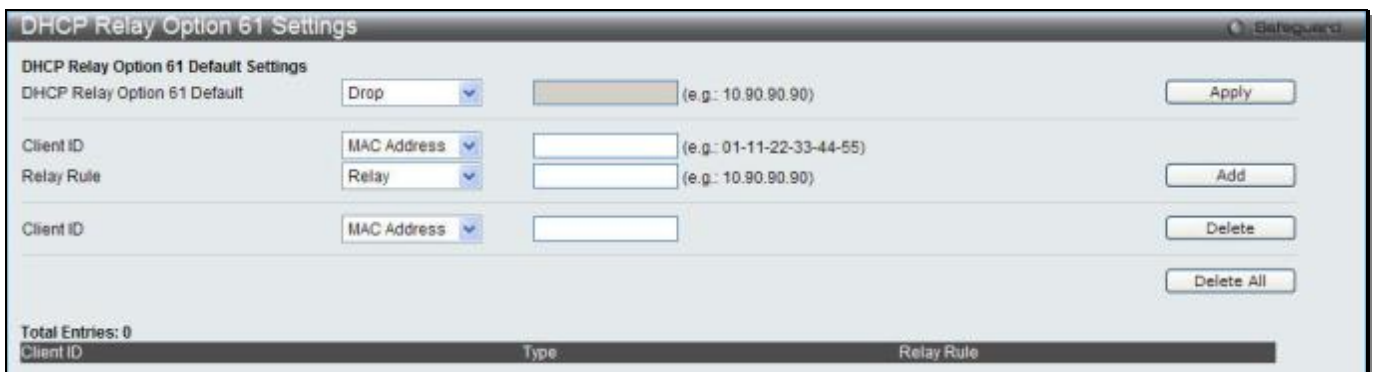 DHCP Relay Option 61 Settings
Safeguard
DHCP Relay Option 61 Default Settings
DHCP Relay Option 61 Default Drop (e.g.: 10.90.90.90) Apply
Client ID MAC Address (e.g.: 01-11-22-33-44-55)
Relay Rule Relay (e.g.: 10.90.90.90) Add
Client ID MAC Address Delete
Delete All
Total Entries: 0
Client ID Type Relay Rule